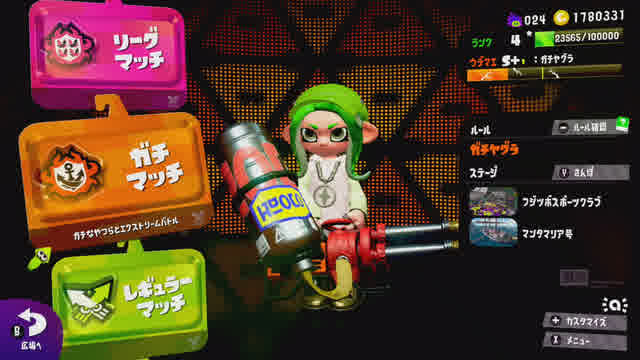 リーグ
マッチ
ガチ
マッチ
ガチなやつらとエクストリームバトル
レギュラー
マッチ
B
広場へ
024
1780331
ランク
4
23565/100000
ウデマエ
S+
: ガチヤグラ
ルール
ルール確認
ガチヤグラ
ステージ
Y さんぽ
フジツボスポーツクラブ
マンタマリア号
カスタマイズ
X メニュー